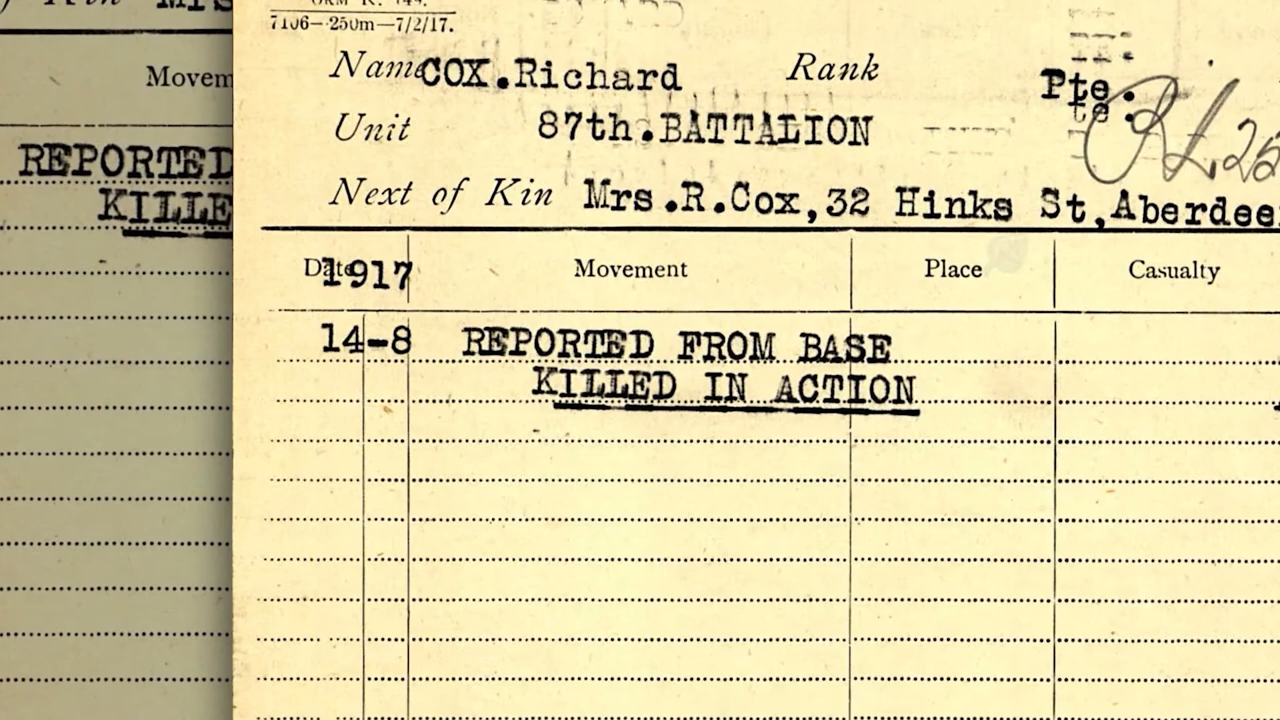 Movem
REPORTED
KILLE
7106—250m—7/2/17.
Name COX.Richard Rank Pte.
Unit 87th.BATTALION
Next of Kin Mrs.R.Cox,32 Hinks St,Aberdee
Date 1917 Movement Place Casualty
14-8 REPORTED FROM BASE
KILLED IN ACTION